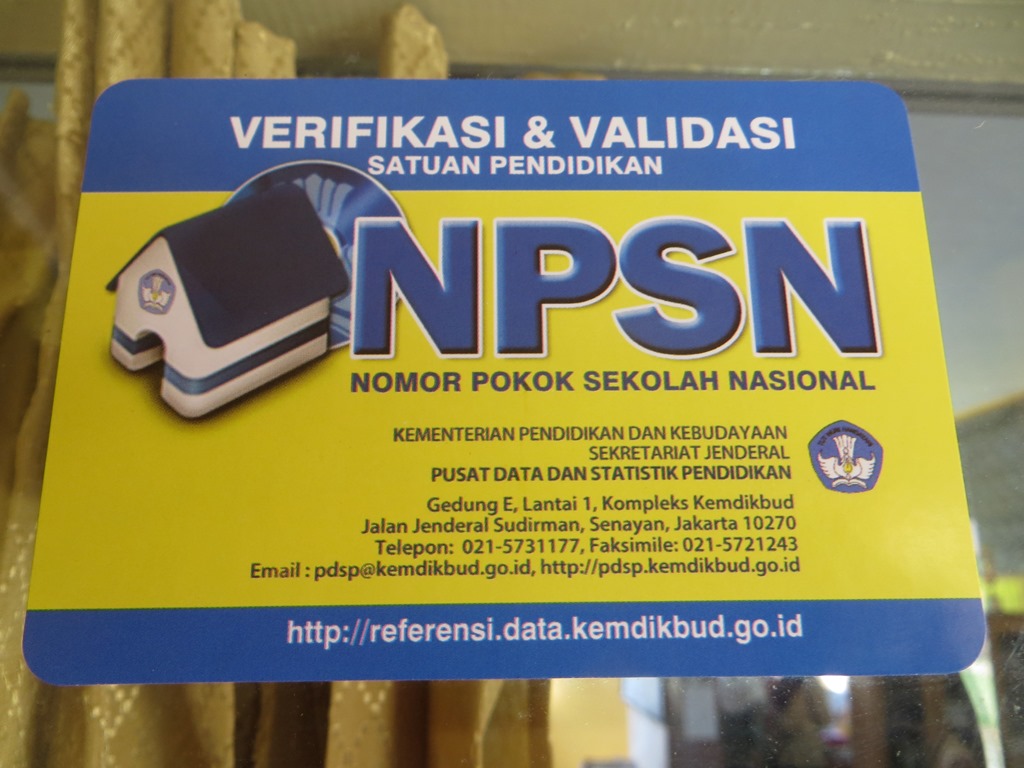 VERIFIKASI & VALIDASI
SATUAN PENDIDIKAN
NPSN
NOMOR POKOK SEKOLAH NASIONAL
KEMENTERIAN PENDIDIKAN DAN KEBUDAYAAN
SEKRETARIAT JENDERAL
PUSAT DATA DAN STATISTIK PENDIDIKAN
Gedung E, Lantai 1, Kompleks Kemdikbud
Jalan Jenderal Sudirman, Senayan, Jakarta 10270
Telepon: 021-5731177, Faksimile: 021-5721243
Email : pdsp@kemdikbud.go.id, http://pdsp.kemdikbud.go.id
http://referensi.data.kemdikbud.go.id